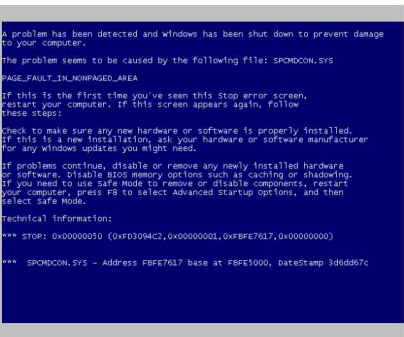 A problem has been detected and windows has been shut down to prevent damage
to your computer.
The problem seems to be caused by the following file: SPCMDCON.SYS
PAGE_FAULT_IN_NONPAGED_AREA
If this is the first time you've seen this Stop error screen,
restart your computer. If this screen appears again, follow
these steps:
Check to make sure any new hardware or software is properly installed.
If this is a new installation, ask your hardware or software manufacturer
for any Windows updates you might need.
If problems continue, disable or remove any newly installed hardware
or software. Disable BIOS memory options such as caching or shadowing.
If you need to use Safe Mode to remove or disable components, restart
your computer, press F8 to select Advanced Startup Options, and then
select Safe Mode.
Technical information:
*** STOP: 0x00000050 (0xFD3094C2,0x00000001,0xFBFE7617,0x00000000)
*** SPCMDCON.SYS - Address FBFE7617 base at FBFE5000, DateStamp 3d6dd67c